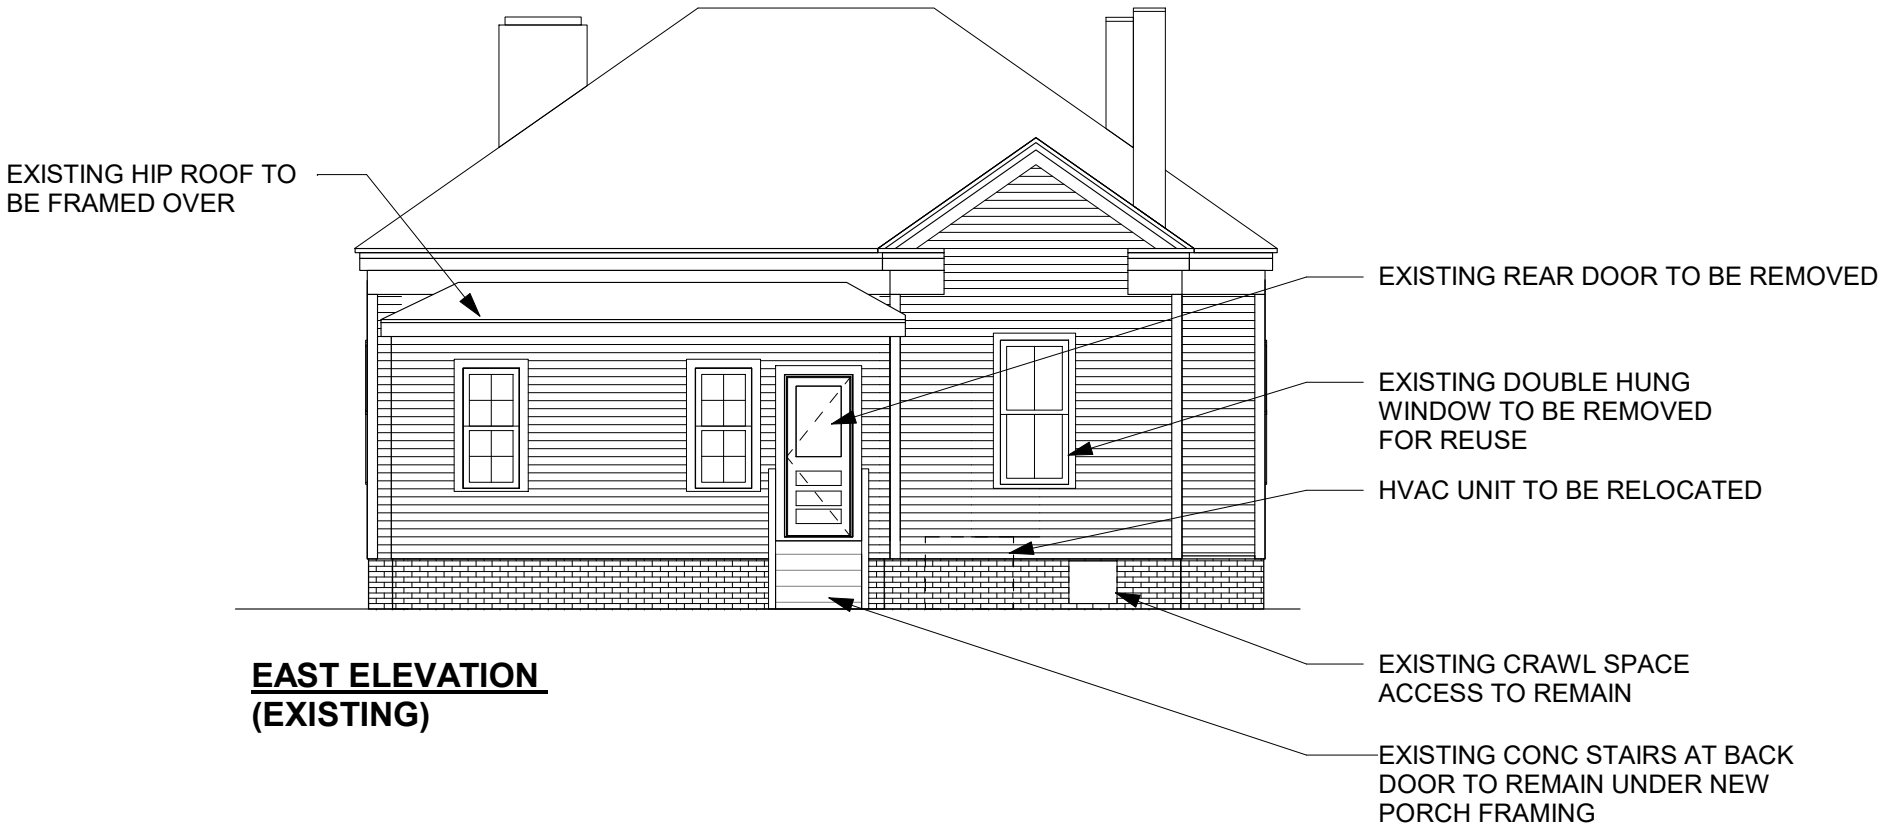 EXISTING HIP ROOF TO
BE FRAMED OVER
EXISTING REAR DOOR TO BE REMOVED
EXISTING DOUBLE HUNG
WINDOW TO BE REMOVED
FOR REUSE
HVAC UNIT TO BE RELOCATED
EXISTING CRAWL SPACE
ACCESS TO REMAIN
EXISTING CONC STAIRS AT BACK
DOOR TO REMAIN UNDER NEW
PORCH FRAMING
EAST ELEVATION
(EXISTING)